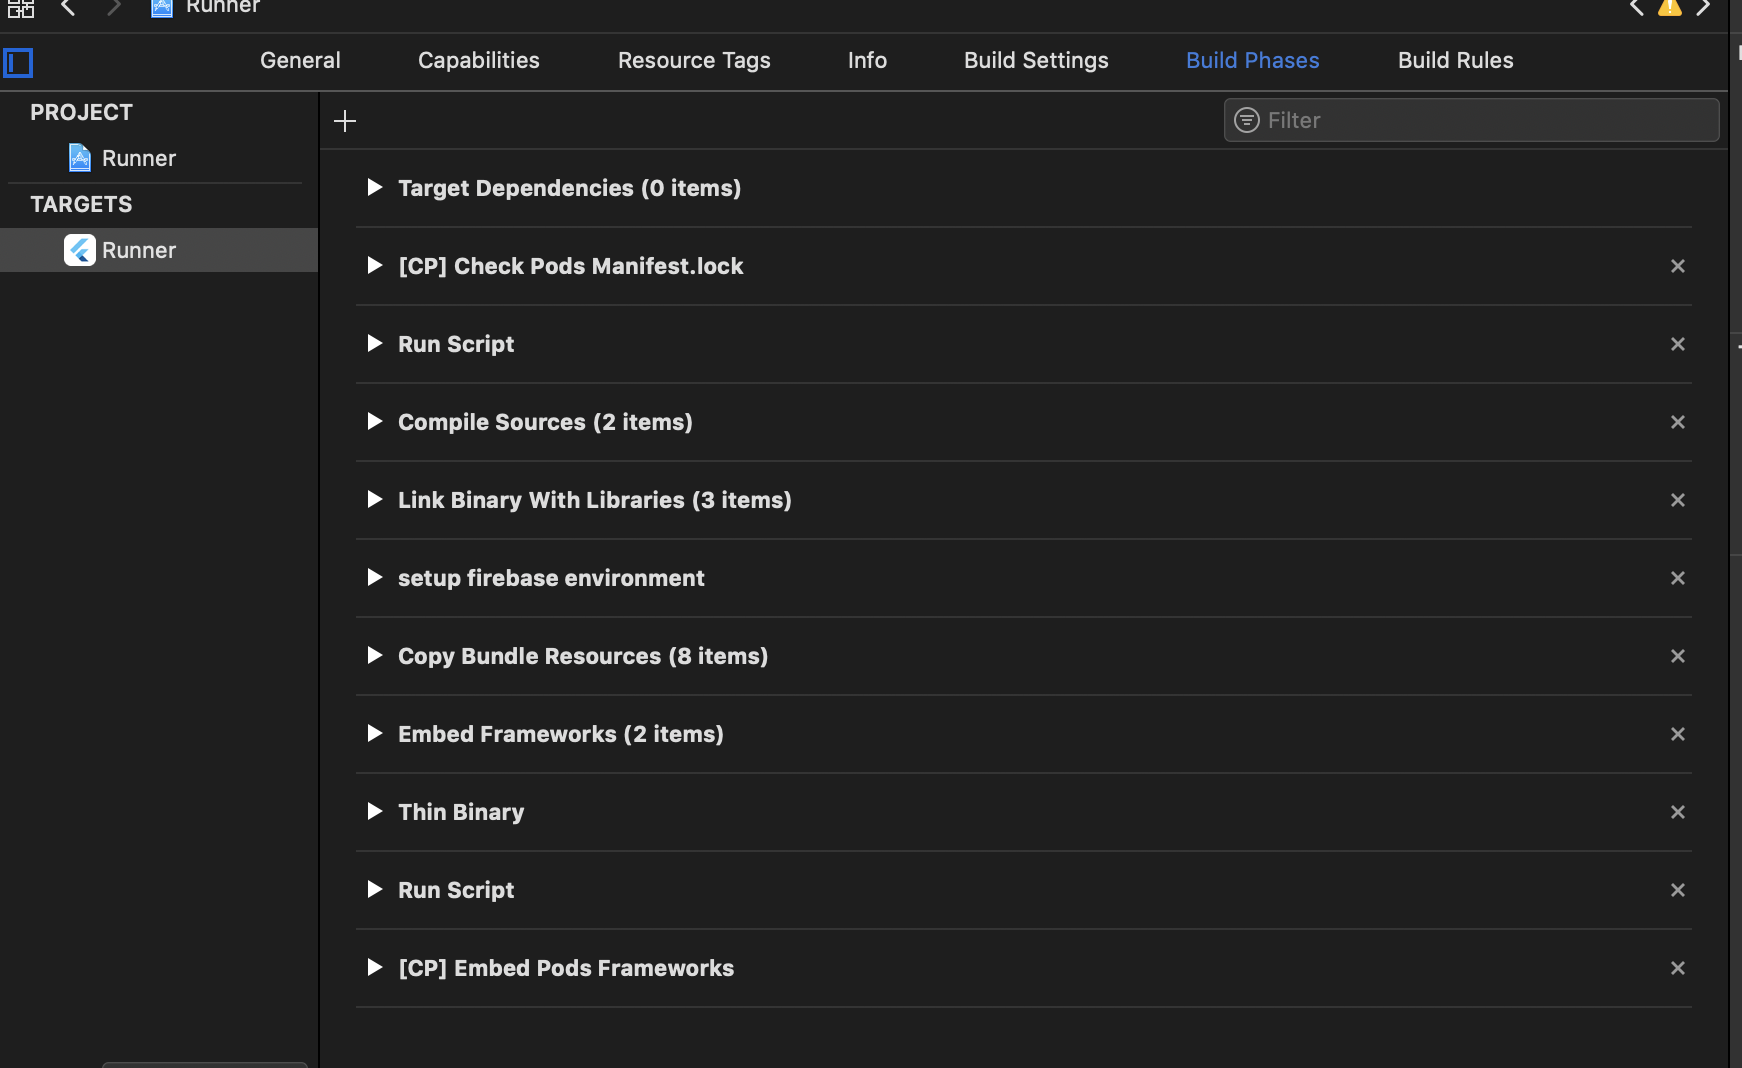 Runner
General
Capabilities
Resource Tags
Info
Build Settings
Build Phases
Build Rules
PROJECT
Runner
TARGETS
Runner
Filter
Target Dependencies (0 items)
[CP] Check Pods Manifest.lock
Run Script
Compile Sources (2 items)
Link Binary With Libraries (3 items)
setup firebase environment
Copy Bundle Resources (8 items)
Embed Frameworks (2 items)
Thin Binary
Run Script
[CP] Embed Pods Frameworks